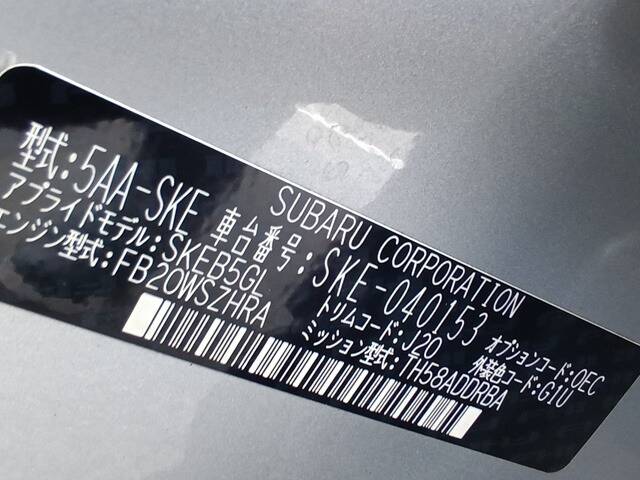 SUBARU CORPORATION
型式:5AA-SKE 車台番号:SKE-040153
アプライドモデル:SKEB5GL トリムコード:J20 オプションコード:OEC
エンジン型式:FB20WSZHRA ミッション型式:TH58ADDRBA 外装色コード:G1U